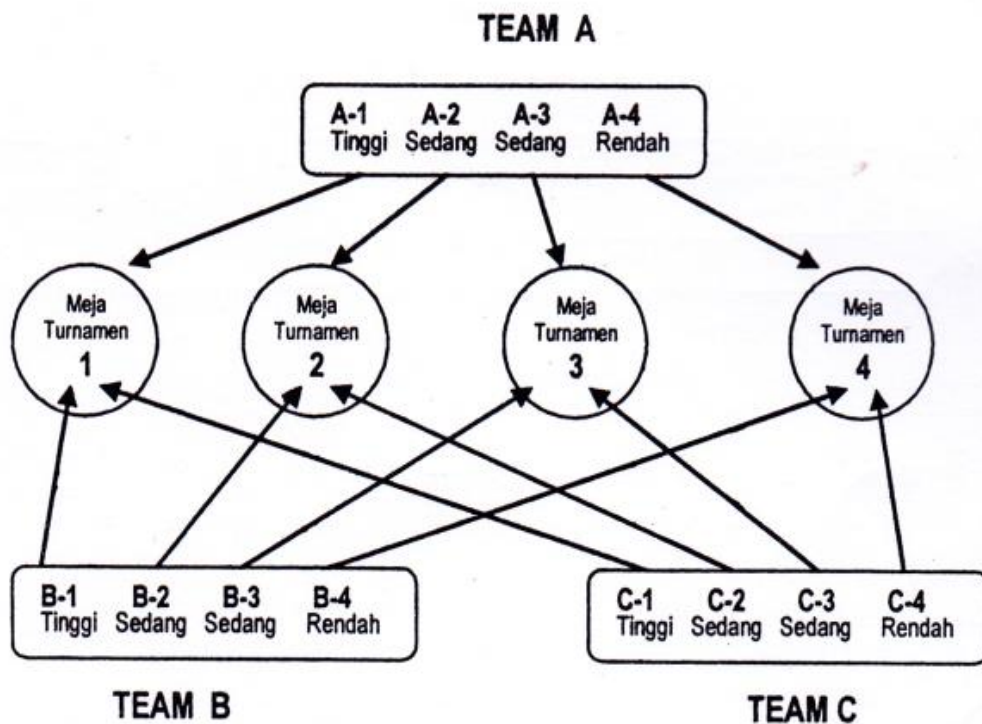 TEAM A
A-1 A-2 A-3 A-4
Tinggi Sedang Sedang Rendah
Meja
Turnamen
1
Meja
Turnamen
2
Meja
Turnamen
3
Meja
Turnamen
4
B-1 B-2 B-3 B-4
Tinggi Sedang Sedang Rendah
C-1 C-2 C-3 C-4
Tinggi Sedang Sedang Rendah
TEAM B
TEAM C